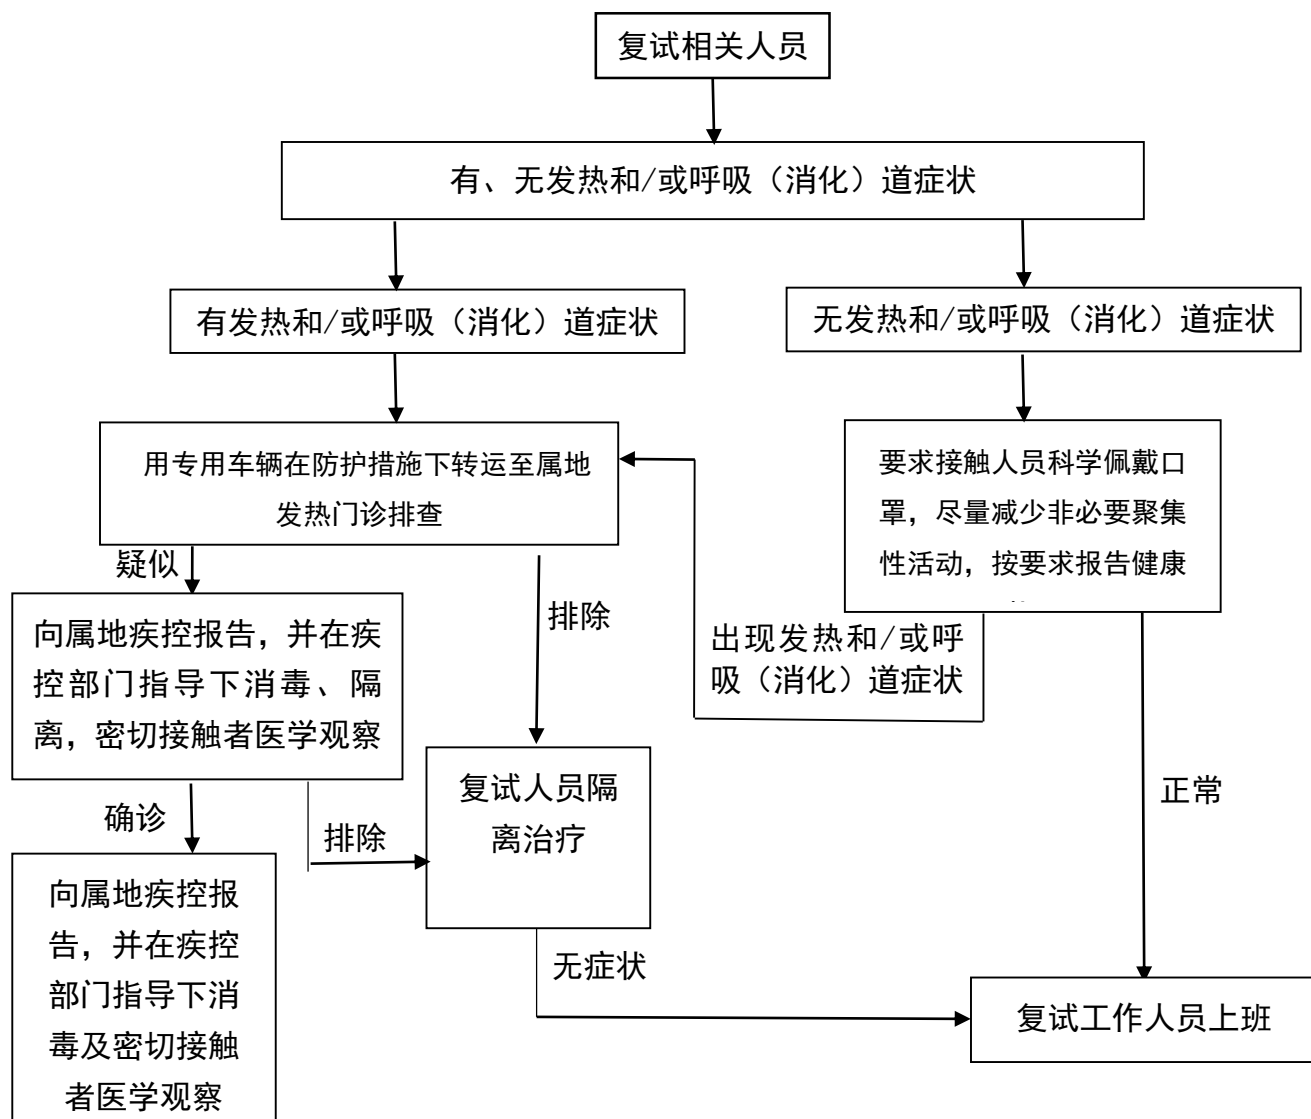 复试相关人员
有、无发热和/或呼吸（消化）道症状
有发热和/或呼吸（消化）道症状
无发热和/或呼吸（消化）道症状
用专用车辆在防护措施下转运至属地
发热门诊排查
要求接触人员科学佩戴口
罩，尽量减少非必要聚集
性活动，按要求报告健康
疑似
排除
向属地疾控报告，并在疾
控部门指导下消毒、隔
离，密切接触者医学观察
出现发热和/或呼
吸（消化）道症状
确诊
排除
复试人员隔
离治疗
正常
向属地疾控报
告，并在疾控
部门指导下消
毒及密切接触
者医学观察
无症状
复试工作人员上班